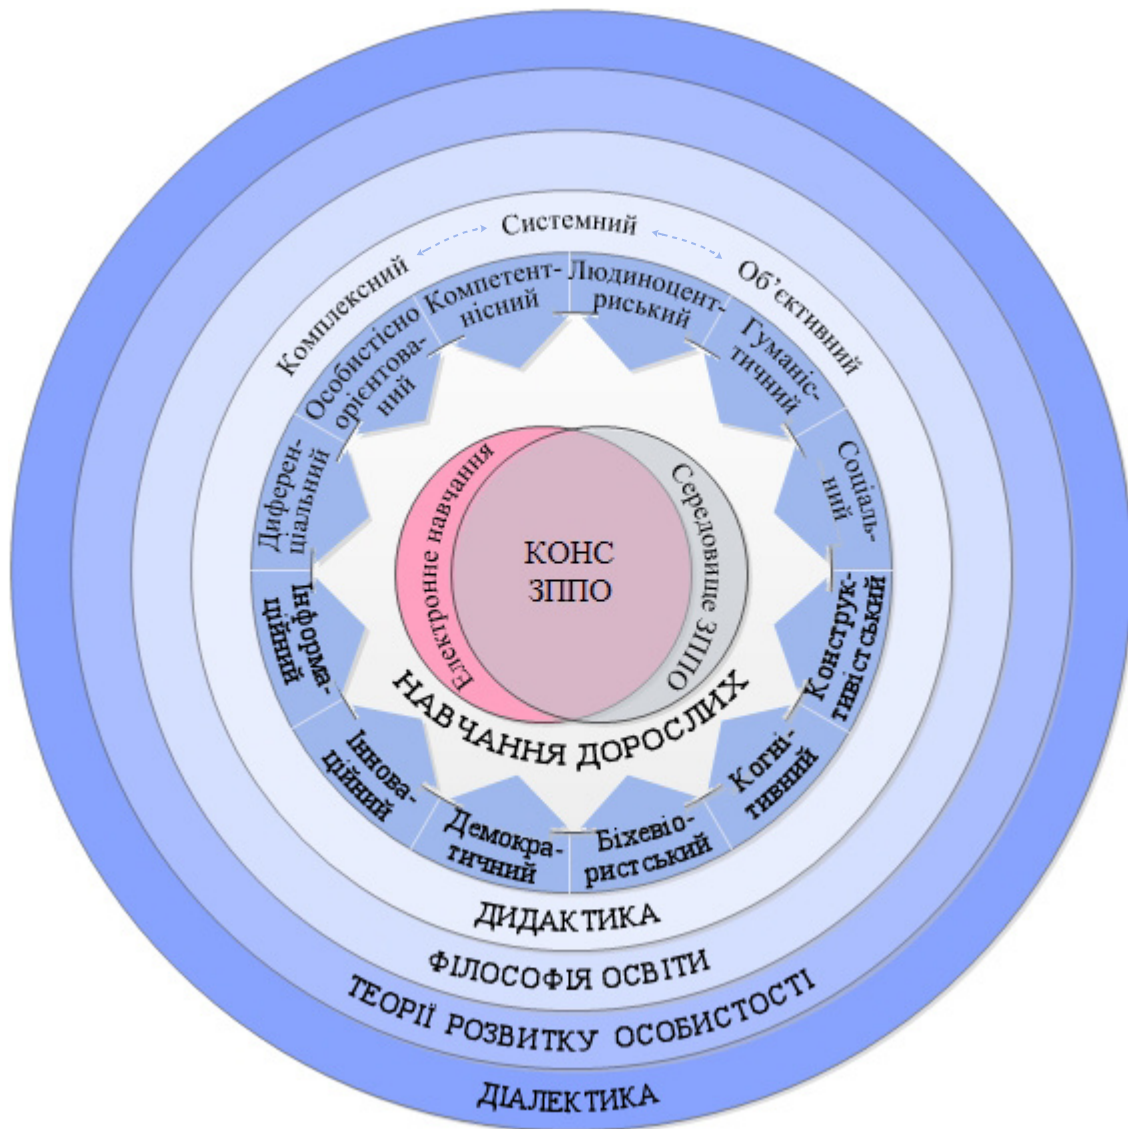 Системний
Комплексний
Об’єктивний
Компетент-
нісний
Людиноцент-
риський
Гуманіс-
тичний
Соціаль-
ний
Конструк-
тивістський
Когні-
тивний
Біхевіо-
ристський
Демокра-
тичний
Іннова-
ційний
Інформа-
ційний
Диферен-
ціальний
Особистісно
орієнтова-
ний
Електронне навчання
КОНС
ЗППО
Середовище ЗППО
НАВЧАННЯ ДОРОСЛИХ
ДИДАКТИКА
ФІЛОСОФІЯ ОСВІТИ
ТЕОРІЇ РОЗВИТКУ ОСОБИСТОСТІ
ДІАЛЕКТИКА